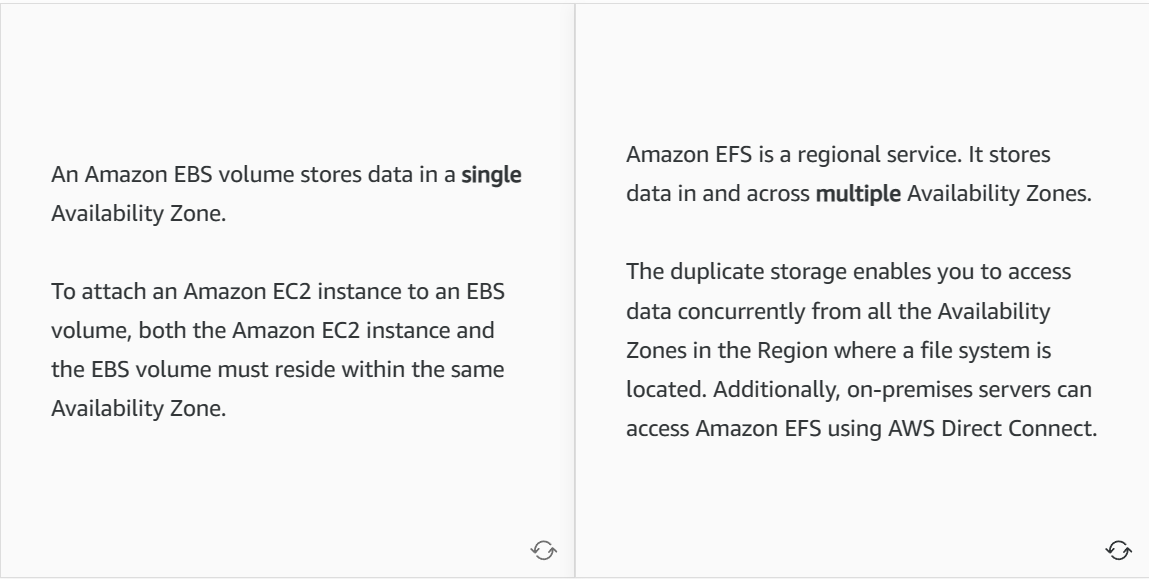 An Amazon EBS volume stores data in a single
Availability Zone.
To attach an Amazon EC2 instance to an EBS
volume, both the Amazon EC2 instance and
the EBS volume must reside within the same
Availability Zone.
Amazon EFS is a regional service. It stores
data in and across multiple Availability Zones.
The duplicate storage enables you to access
data concurrently from all the Availability
Zones in the Region where a file system is
located. Additionally, on-premises servers can
access Amazon EFS using AWS Direct Connect.